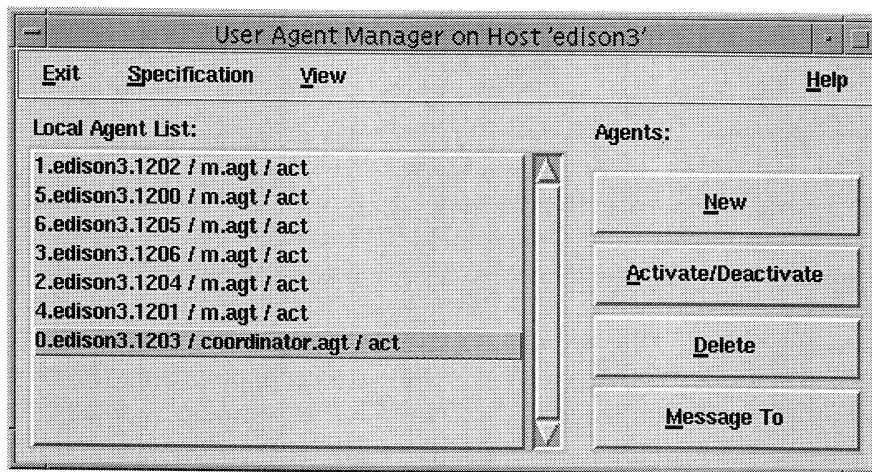 User Agent Manager on Host 'edison3'
Exit Specification View Help
Local Agent List:
1.edison3.1202 / m.agt / act
5.edison3.1200 / m.agt / act
6.edison3.1205 / m.agt / act
3.edison3.1206 / m.agt / act
2.edison3.1204 / m.agt / act
4.edison3.1201 / m.agt / act
0.edison3.1203 / coordinator.agt / act
Agents:
New
Activate/Deactivate
Delete
Message To